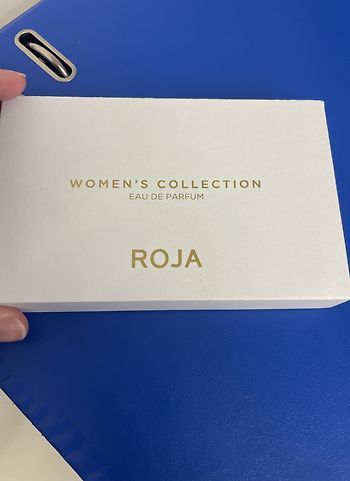 WOMEN'S COLLECTION
EAU DE PARFUM
ROJA